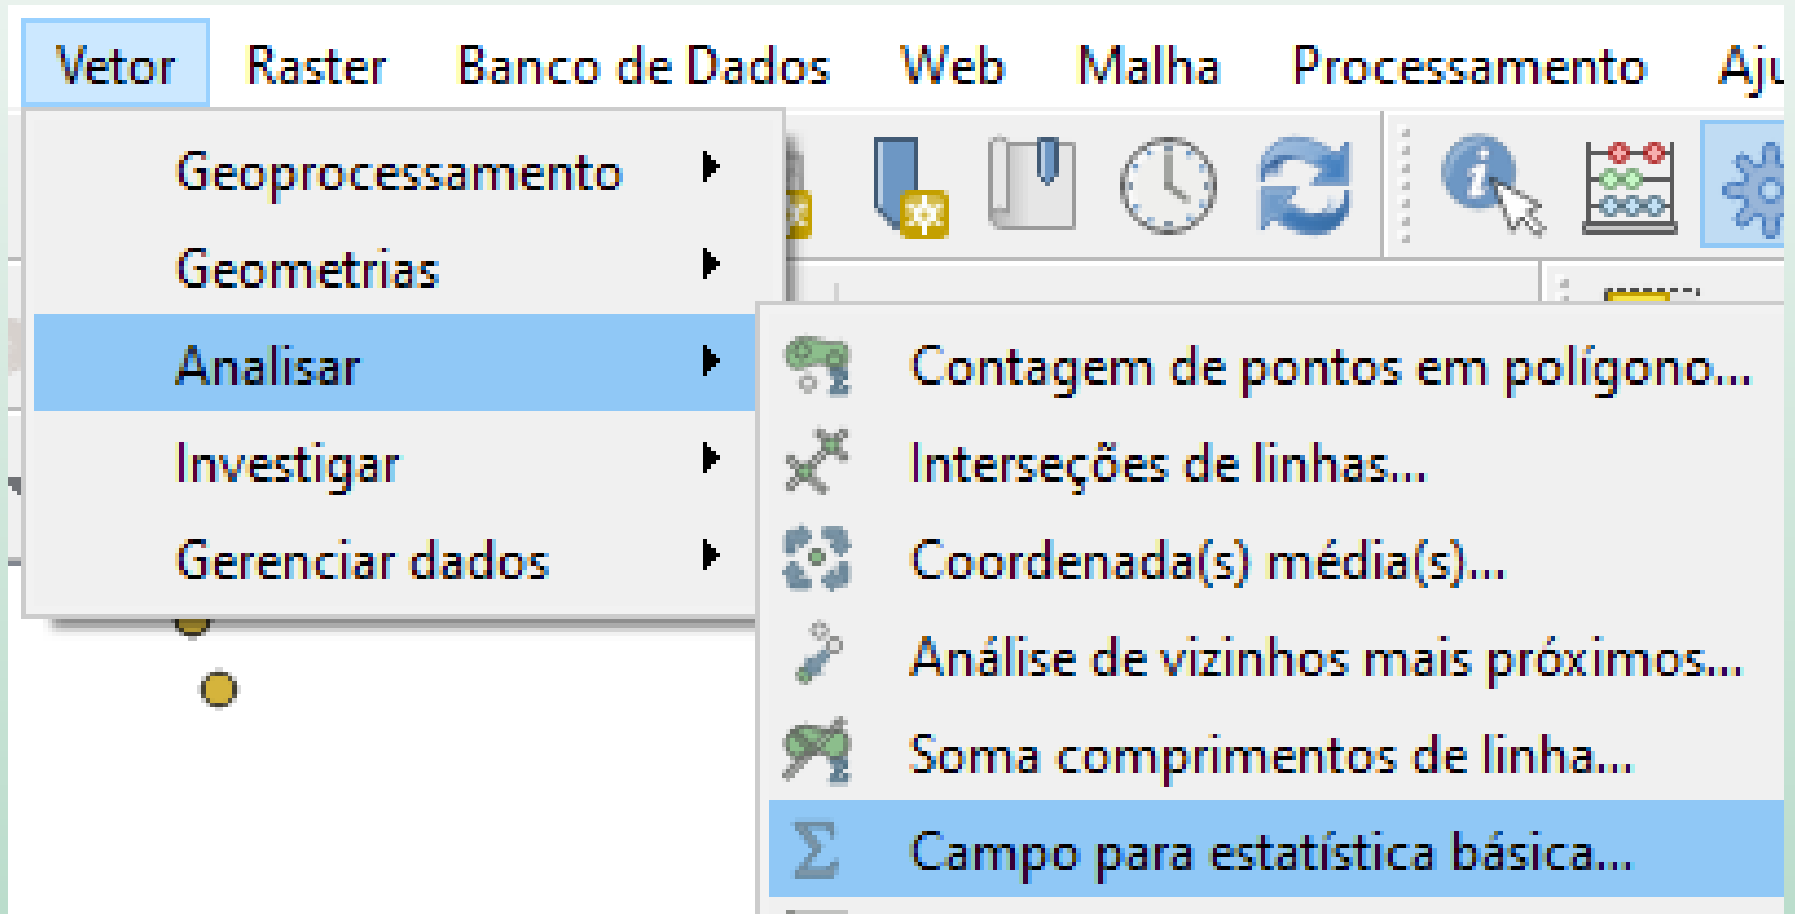 Vetor Raster Banco de Dados Web Malha Processamento Aju
Geoprocessamento
Geometrias
Analisar
Investigar
Gerenciar dados
Contagem de pontos em polígono...
Interseções de linhas...
Coordenada(s) média(s)...
Análise de vizinhos mais próximos...
Soma comprimentos de linha...
Campo para estatística básica...